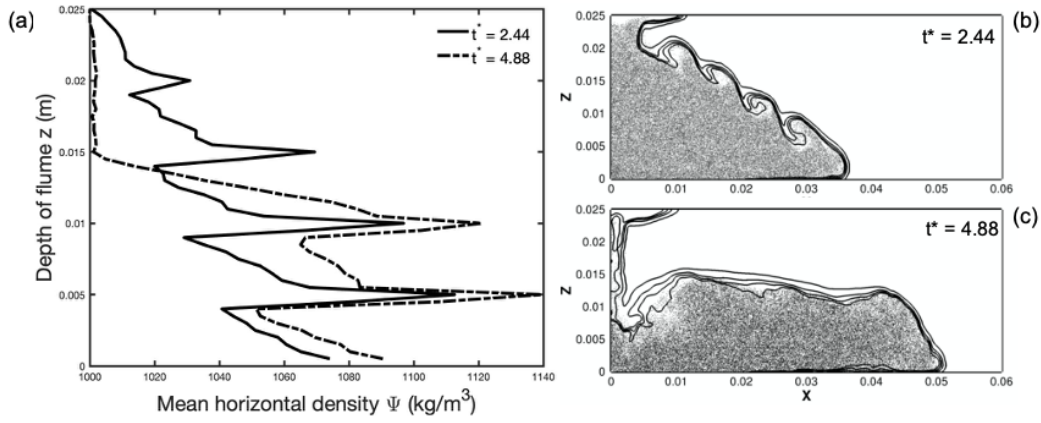 (a)
t* = 2.44
t* = 4.88
0.025
0.02
0.015
0.01
0.005
0
Depth of flume z (m)
1000 1020 1040 1060 1080 1100 1120 1140
Mean horizontal density Ψ (kg/m³)
(b)
t* = 2.44
0.025
0.020
0.015
0.010
0.005
0
z
0 0.01 0.02 0.03 0.04 0.05 0.06
(c)
t* = 4.88
0.025
0.020
0.015
0.010
0.005
0
z
0 0.01 0.02 0.03 0.04 0.05 0.06
x